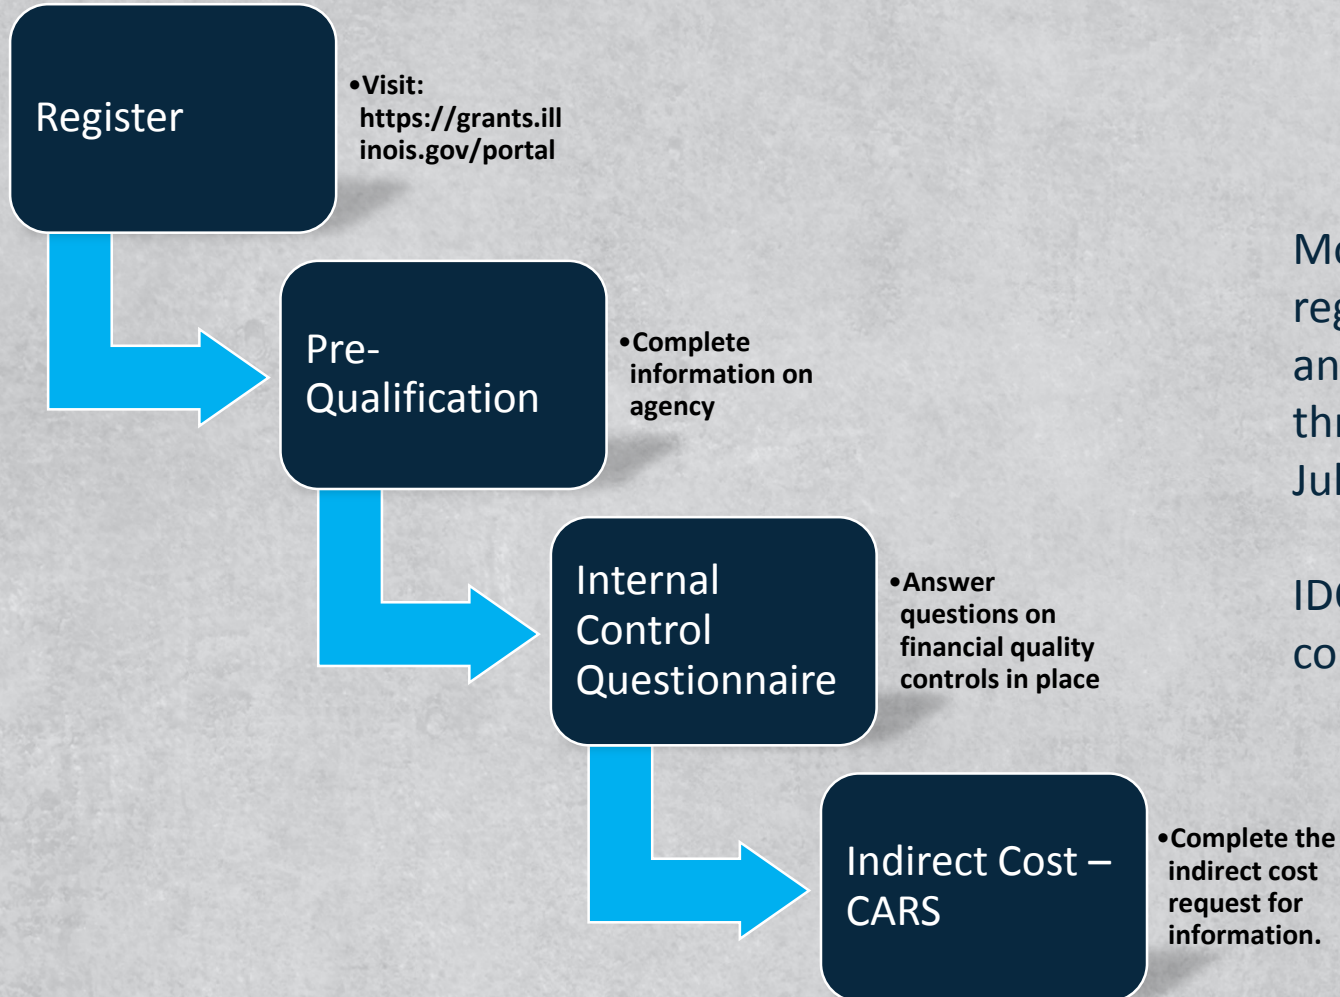 Register
•Visit:
https://grants.ill
inois.gov/portal
Pre-
Qualification
•Complete
information on
agency
Internal
Control
Questionnaire
•Answer
questions on
financial quality
controls in place
Indirect Cost –
CARS
•Complete the
indirect cost
request for
information.